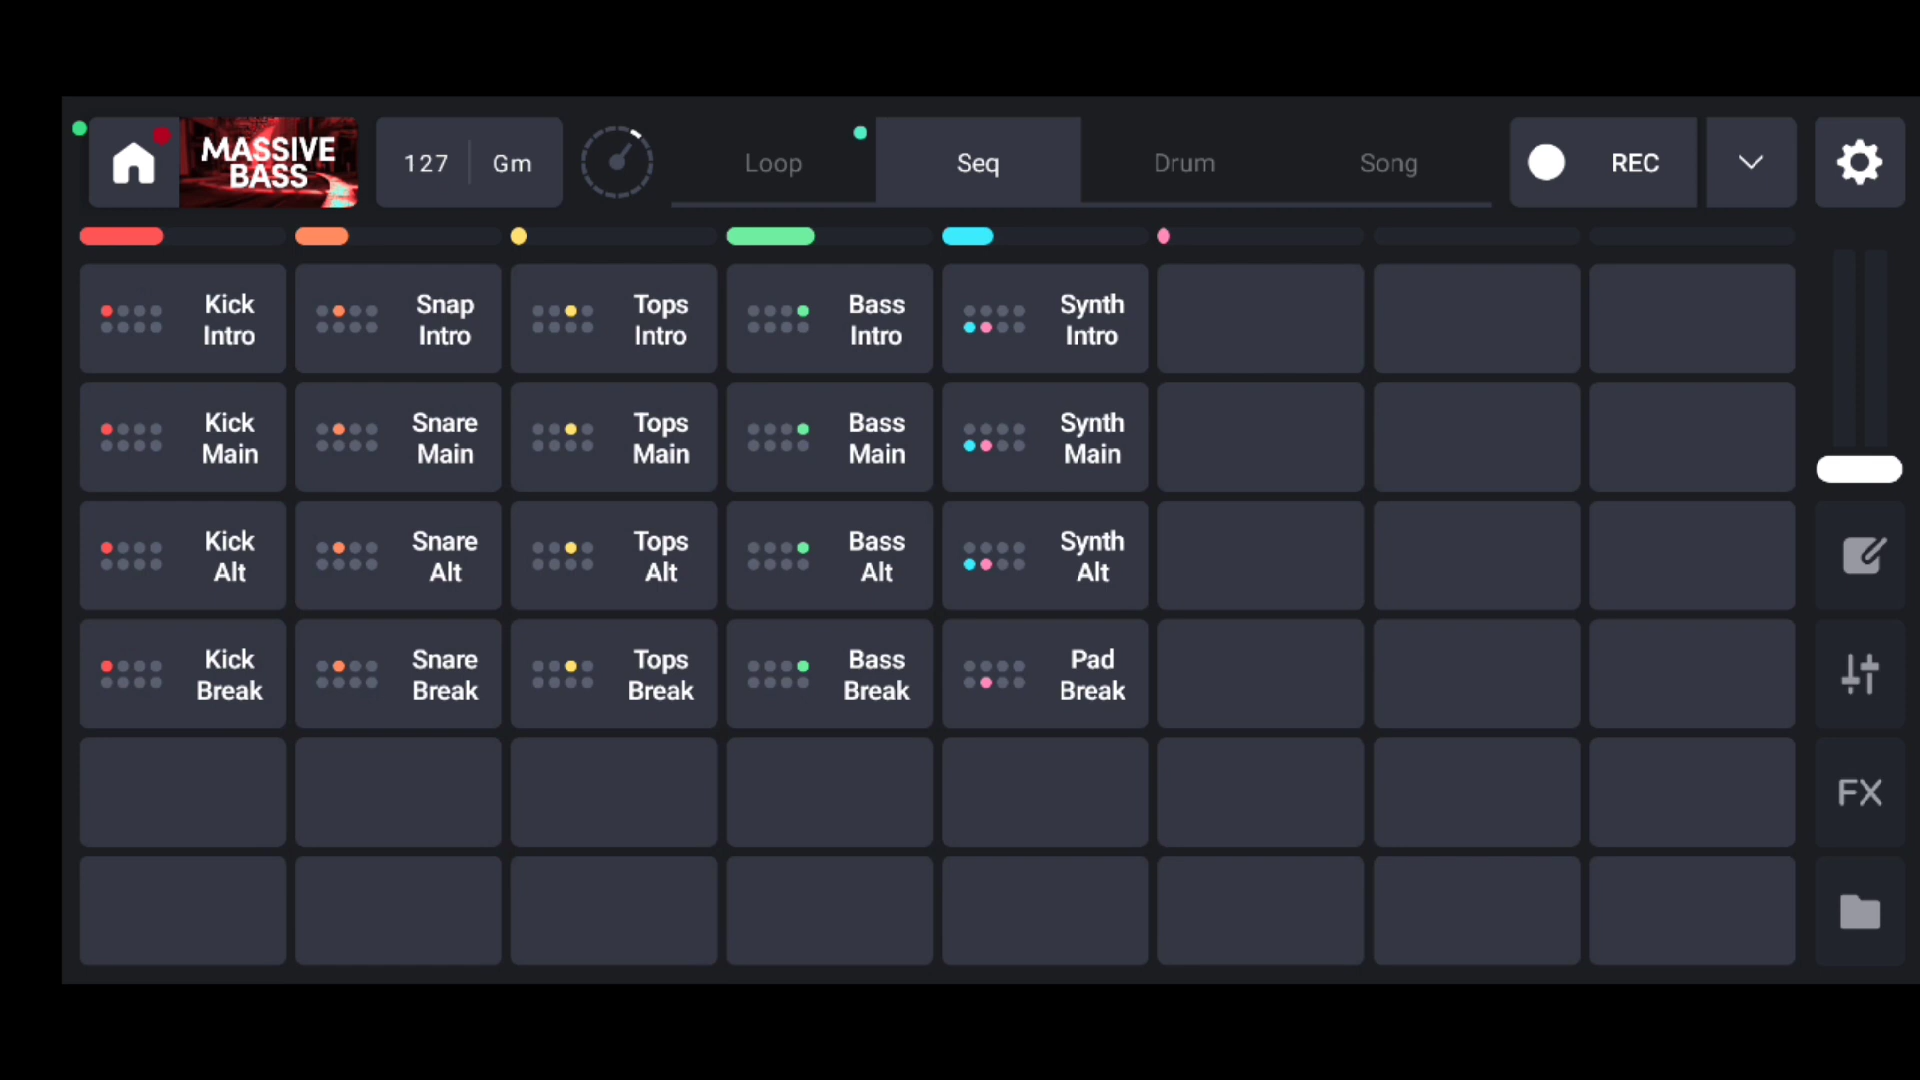 MASSIVE
BASS
127
Gm
Loop
Seq
Drum
Song
REC
Kick
Intro
Snap
Intro
Tops
Intro
Bass
Intro
Synth
Intro
Kick
Main
Snare
Main
Tops
Main
Bass
Main
Synth
Main
Kick
Alt
Snare
Alt
Tops
Alt
Bass
Alt
Synth
Alt
Kick
Break
Snare
Break
Tops
Break
Bass
Break
Pad
Break
FX